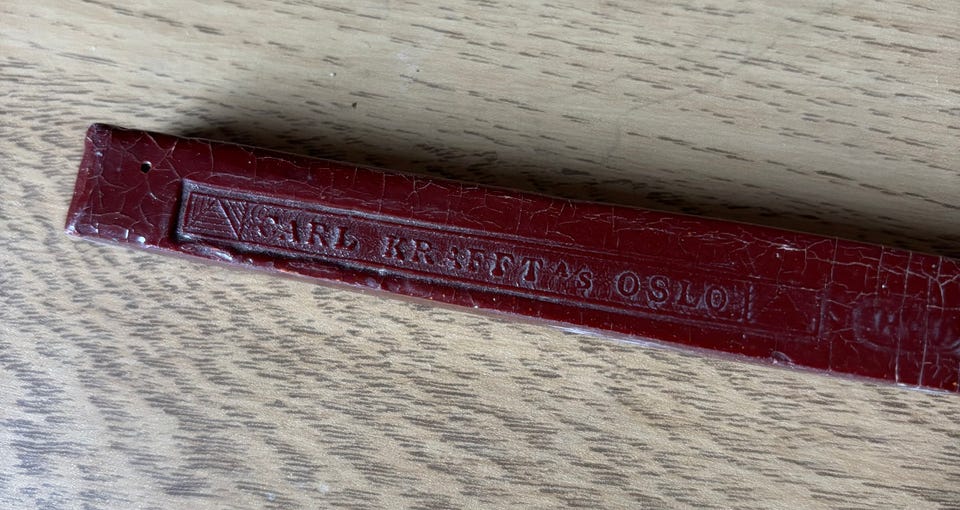 CARL KRAFFT A/S OSLO